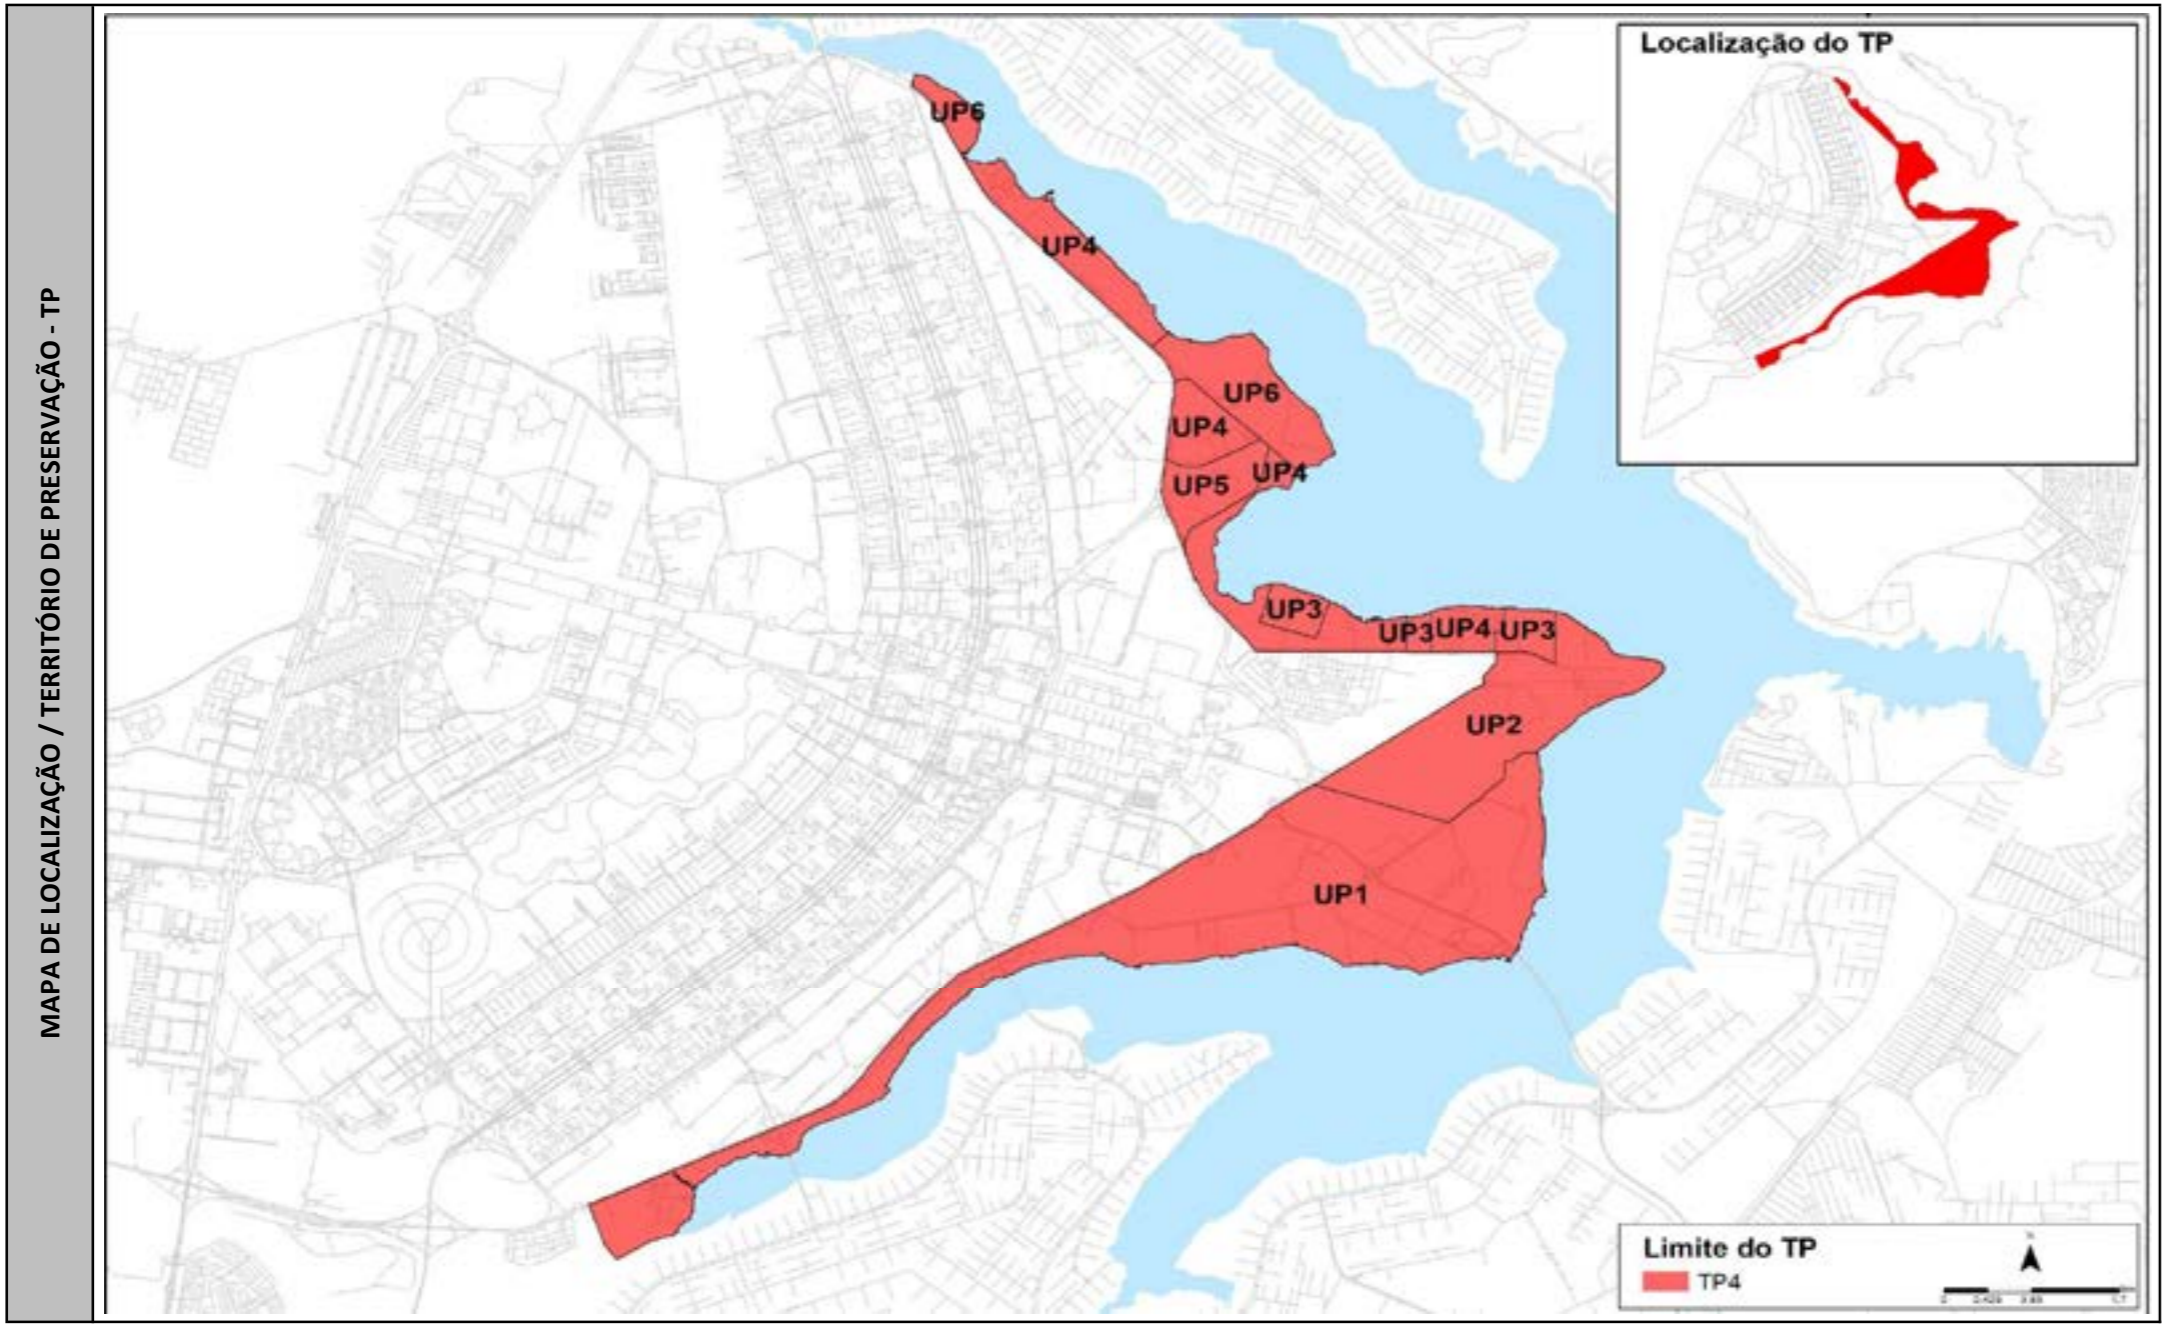 MAPA DE LOCALIZAÇÃO / TERRITÓRIO DE PRESERVAÇÃO - TP
Localização do TP
UP6
UP4
UP6
UP4
UP4
UP5
UP3
UP3
UP4
UP3
UP2
UP1
Limite do TP
TP4